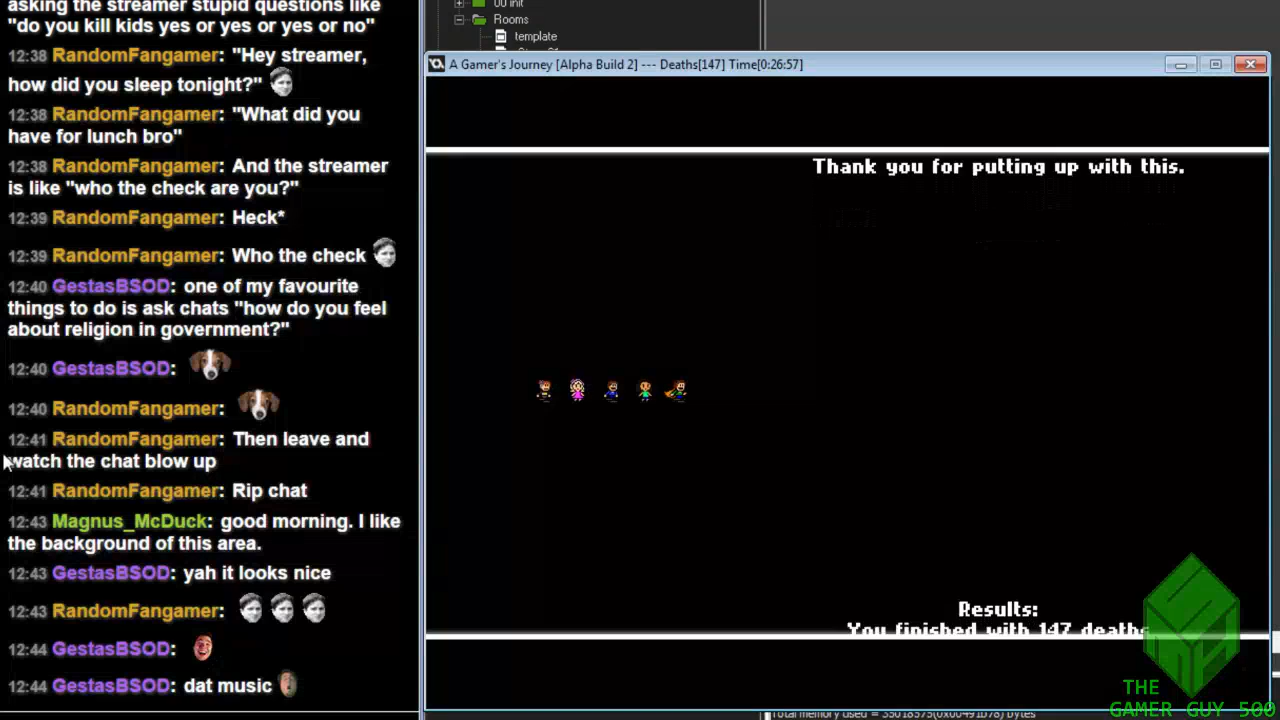 asking the streamer stupid questions like
"do you kill kids yes or yes or yes or no"
12:38 RandomFangamer: "Hey streamer,
how did you sleep tonight?"
12:38 RandomFangamer: "What did you
have for lunch bro"
12:38 RandomFangamer: And the streamer
is like "who the check are you?"
12:39 RandomFangamer: Heck*
12:39 RandomFangamer: Who the check
12:40 GestasBSOD: one of my favourite
things to do is ask chats "how do you feel
about religion in government?"
12:40 GestasBSOD:
12:40 RandomFangamer:
12:41 RandomFangamer: Then leave and
watch the chat blow up
12:41 RandomFangamer: Rip chat
12:43 Magnus_McDuck: good morning. I like
the background of this area.
12:43 GestasBSOD: yah it looks nice
12:43 RandomFangamer:
12:44 GestasBSOD:
12:44 GestasBSOD: dat music
Rooms
template
A Gamer's Journey [Alpha Build 2] --- Deaths[147] Time[0:26:57]
Thank you for putting up with this.
Results:
You finished with 147 deaths
THE
GAMER GUY 500